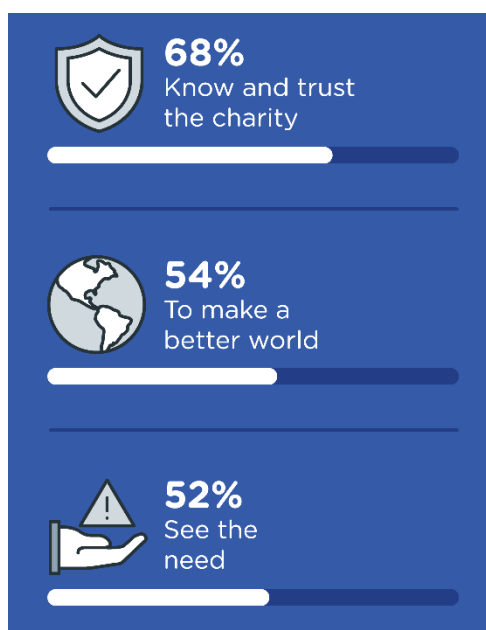 68%
Know and trust
the charity
54%
To make a
better world
52%
See the
need